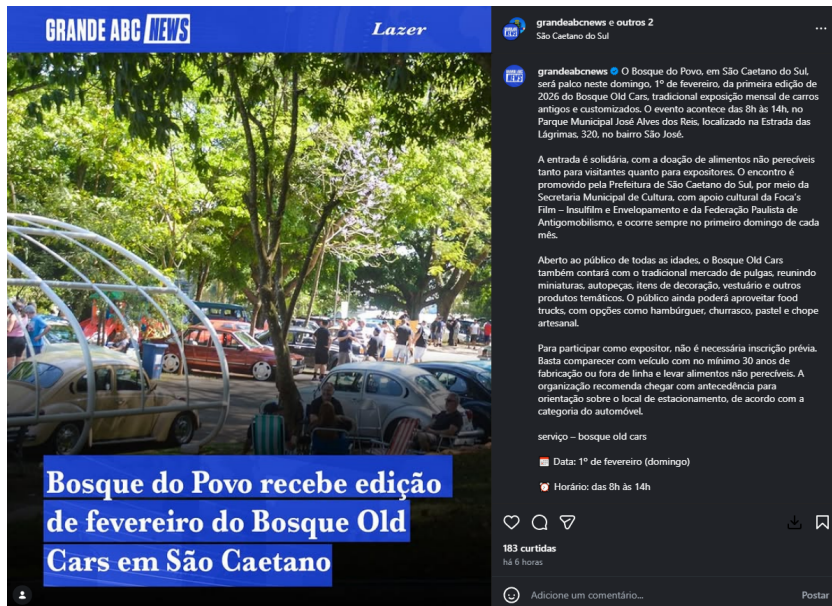 GRANDE ABC NEWS
Lazer
Bosque do Povo recebe edição
de fevereiro do Bosque Old
Cars em São Caetano
grandeabcnews e outros 2
São Caetano do Sul
grandeabcnews O Bosque do Povo, em São Caetano do Sul,
será palco neste domingo, 1º de fevereiro, da primeira edição de
2026 do Bosque Old Cars, tradicional exposição mensal de carros
antigos e customizados. O evento acontece das 8h às 14h, no
Parque Municipal José Alves dos Reis, localizado na Estrada das
Lágrimas, 320, no bairro São José.
A entrada é solidária, com a doação de alimentos não perecíveis
tanto para visitantes quanto para expositores. O encontro é
promovido pela Prefeitura de São Caetano do Sul, por meio da
Secretaria Municipal de Cultura, com apoio cultural da Foca's
Film – Insulfilm e Envelopamento e da Federação Paulista de
Antigomobilismo, e ocorre sempre no primeiro domingo de cada
mês.
Aberto ao público de todas as idades, o Bosque Old Cars
também contará com o tradicional mercado de pulgas, reunindo
miniaturas, autopeças, itens de decoração, vestuário e outros
produtos temáticos. O público ainda poderá aproveitar food
trucks, com opções como hambúrguer, churrasco, pastel e chope
artesanal.
Para participar como expositor, não é necessária inscrição prévia.
Basta comparecer com veículo com no mínimo 30 anos de
fabricação ou fora de linha e levar alimentos não perecíveis. A
organização recomenda chegar com antecedência para
orientação sobre o local de estacionamento, de acordo com a
categoria do automóvel.
serviço – bosque old cars
Data: 1º de fevereiro (domingo)
Horário: das 8h às 14h
183 curtidas
há 6 horas
Adicione um comentário...
Postar